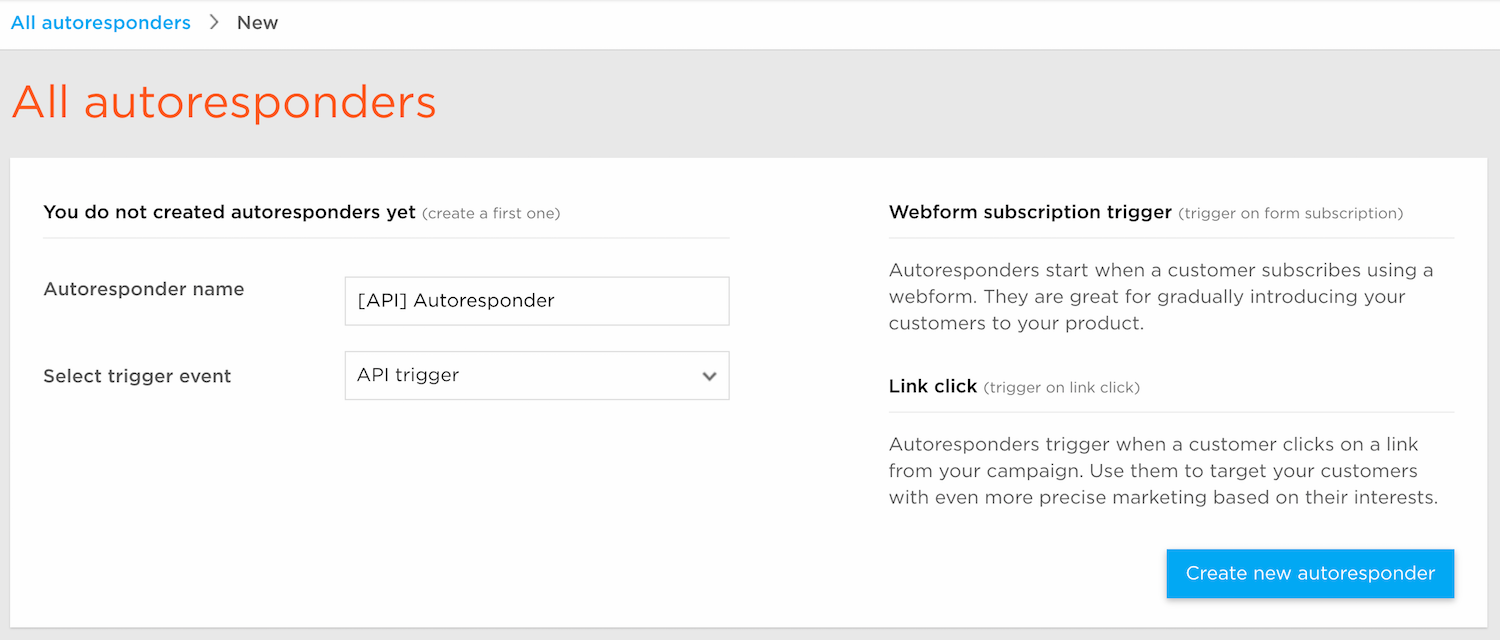 All autoresponders > New
All autoresponders
You do not created autoresponders yet (create a first one)
Autoresponder name
[API] Autoresponder
Select trigger event
API trigger
Webform subscription trigger (trigger on form subscription)
Autoresponders start when a customer subscribes using a
webform. They are great for gradually introducing your
customers to your product.
Link click (trigger on link click)
Autoresponders trigger when a customer clicks on a link
from your campaign. Use them to target your customers
with even more precise marketing based on their interests.
Create new autoresponder